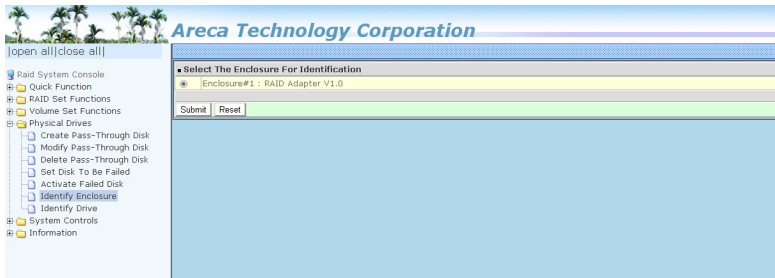 Areca Technology Corporation
|open all|close all|
Raid System Console
Quick Function
RAID Set Functions
Volume Set Functions
Physical Drives
Create Pass-Through Disk
Modify Pass-Through Disk
Delete Pass-Through Disk
Set Disk To Be Failed
Activate Failed Disk
Identify Enclosure
Identify Drive
System Controls
Information
Select The Enclosure For Identification
Enclosure#1 : RAID Adapter V1.0
Submit Reset